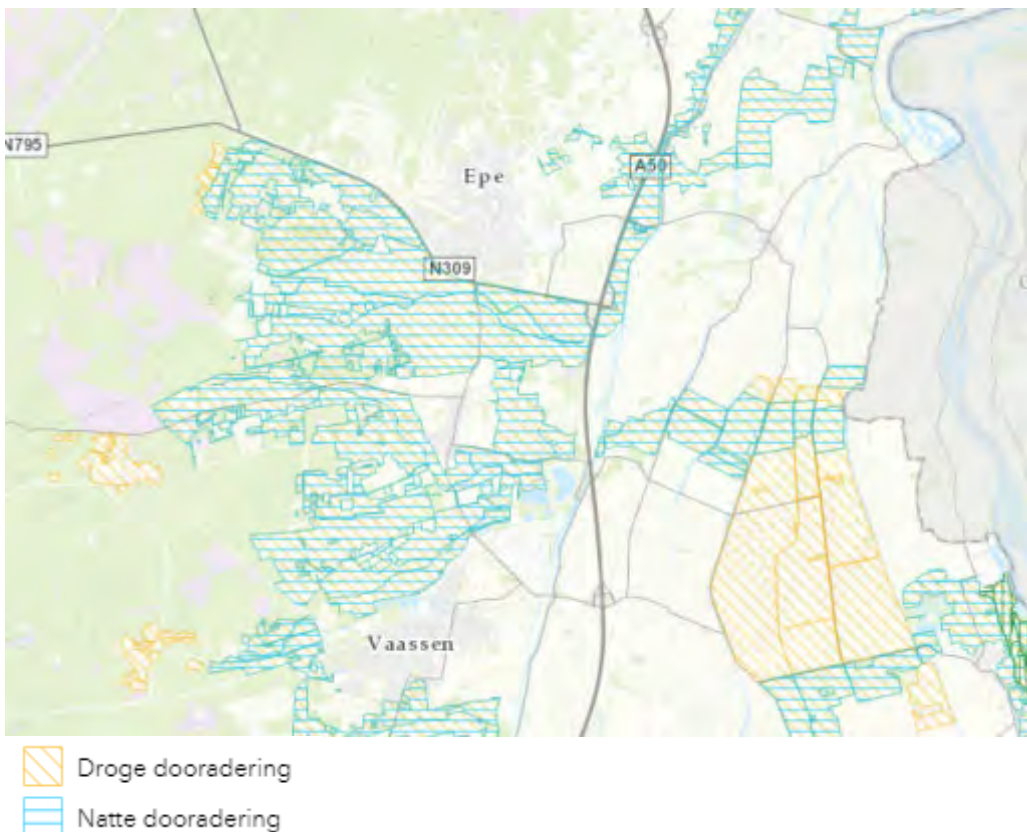 N795
Epe
A50
N309
Vaassen
Droge dooradering
Natte dooradering